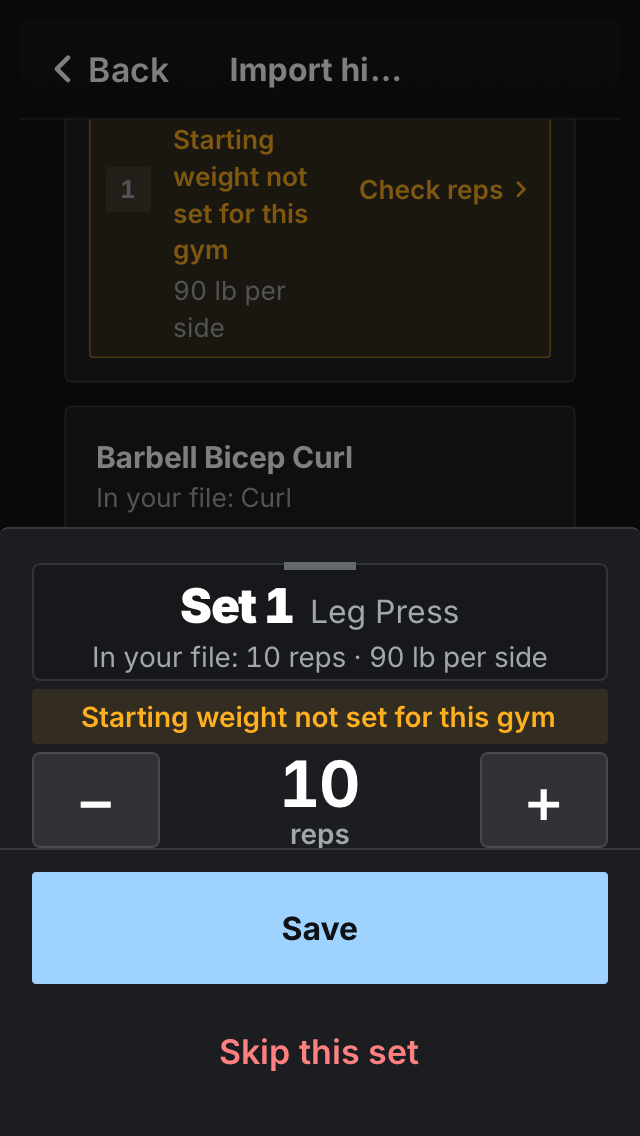 Back
Import hi…
Starting
weight not
set for this
gym
1
Check reps
90 lb per
side
Barbell Bicep Curl
In your file: Curl
Set 1 Leg Press
In your file: 10 reps · 90 lb per side
Starting weight not set for this gym
−
10
+
reps
Save
Skip this set